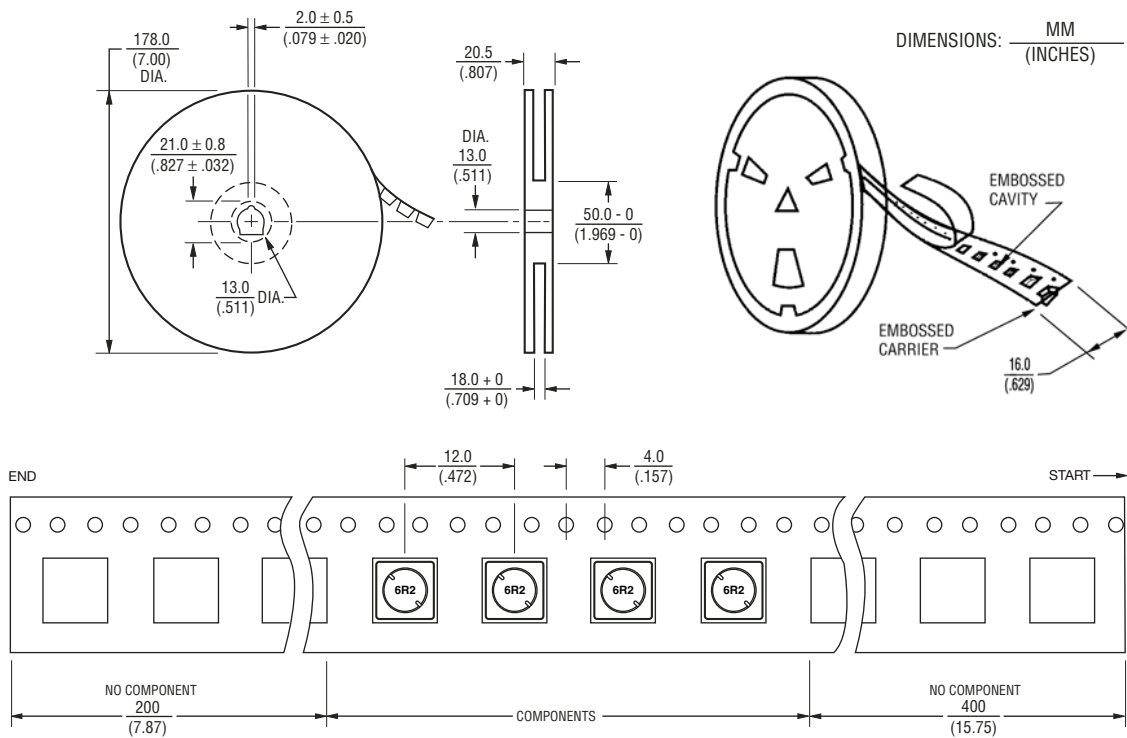 2.0 ± 0.5
(.079 ± .020)
178.0
(7.00)
DIA.
20.5
(.807)
DIMENSIONS: MM
(INCHES)
21.0 ± 0.8
(.827 ± .032)
DIA.
13.0
(.511)
50.0 - 0
(1.969 - 0)
EMBOSSED
CAVITY
13.0
(.511)
DIA.
EMBOSSED
CARRIER
16.0
(.629)
18.0 + 0
(.709 + 0)
12.0
(.472)
4.0
(.157)
END
START
6R2
6R2
6R2
6R2
NO COMPONENT
200
(7.87)
COMPONENTS
NO COMPONENT
400
(15.75)